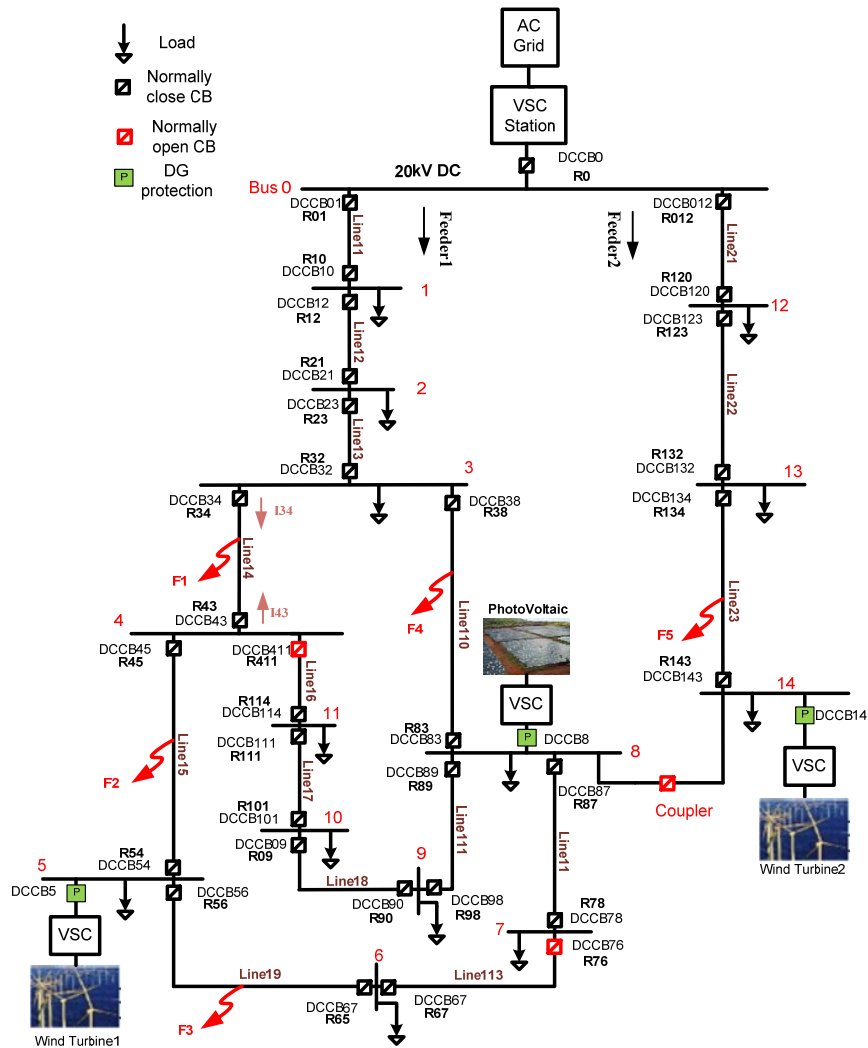 Load
Normally
close CB
Normally
open CB
P
DG
protection
AC
Grid
VSC
Station
DCCB0
R0
20kV DC
Bus 0
DCCB01
R01
Line11
Feeder1
Feeder2
DCCB012
R012
Line21
R10
DCCB10
1
DCCB12
R12
R120
DCCB120
12
DCCB123
R123
Line12
R21
DCCB21
2
DCCB23
R23
Line13
Line22
R32
DCCB32
3
R132
DCCB132
13
DCCB34
R34
I34
DCCB38
R38
DCCB134
R134
Line14
F1
R43
DCCB43
I43
4
F4
Line110
PhotoVoltaic
Line23
F5
DCCB45
R45
DCCB411
R411
Line16
R114
DCCB114
11
DCCB111
R111
VSC
R143
DCCB143
14
P
DCCB14
R83
DCCB83
P
DCCB8
8
Line15
F2
Line17
DCCB89
R89
DCCB87
R87
Coupler
VSC
R101
DCCB101
10
DCCB09
R09
Line111
Line11
Wind Turbine2
R54
DCCB54
5
DCCB5
P
DCCB56
R56
Line18
9
DCCB90
R90
DCCB98
R98
R78
DCCB78
7
DCCB76
R76
VSC
6
Line19
Line113
DCCB67
R65
DCCB67
R67
F3
Wind Turbine1